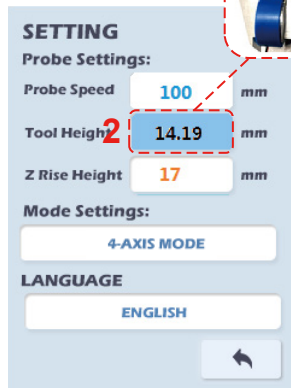 SETTING
Probe Settings:
Probe Speed 100 mm
Tool Height 2 14.19 mm
Z Rise Height 17 mm
Mode Settings:
4-AXIS MODE
LANGUAGE
ENGLISH